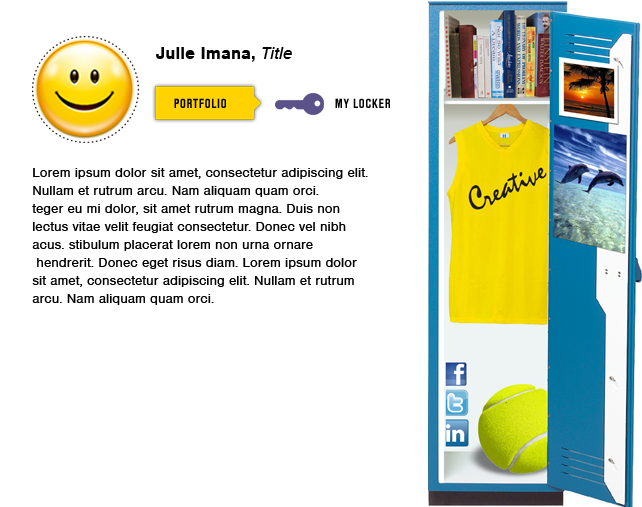 Julie Imana, Title
PORTFOLIO
MY LOCKER
Lorem ipsum dolor sit amet, consectetur adipiscing elit.
Nullam et rutrum arcu. Nam aliquam quam orci.
teger eu mi dolor, sit amet rutrum magna. Duis non
lectus vitae velit feugiat consectetur. Donec vel nibh
acus. stibulum placerat lorem non urna ornare
hendrerit. Donec eget risus diam. Lorem ipsum dolor
sit amet, consectetur adipiscing elit. Nullam et rutrum
arcu. Nam aliquam quam orci.
Creative
f
t
in